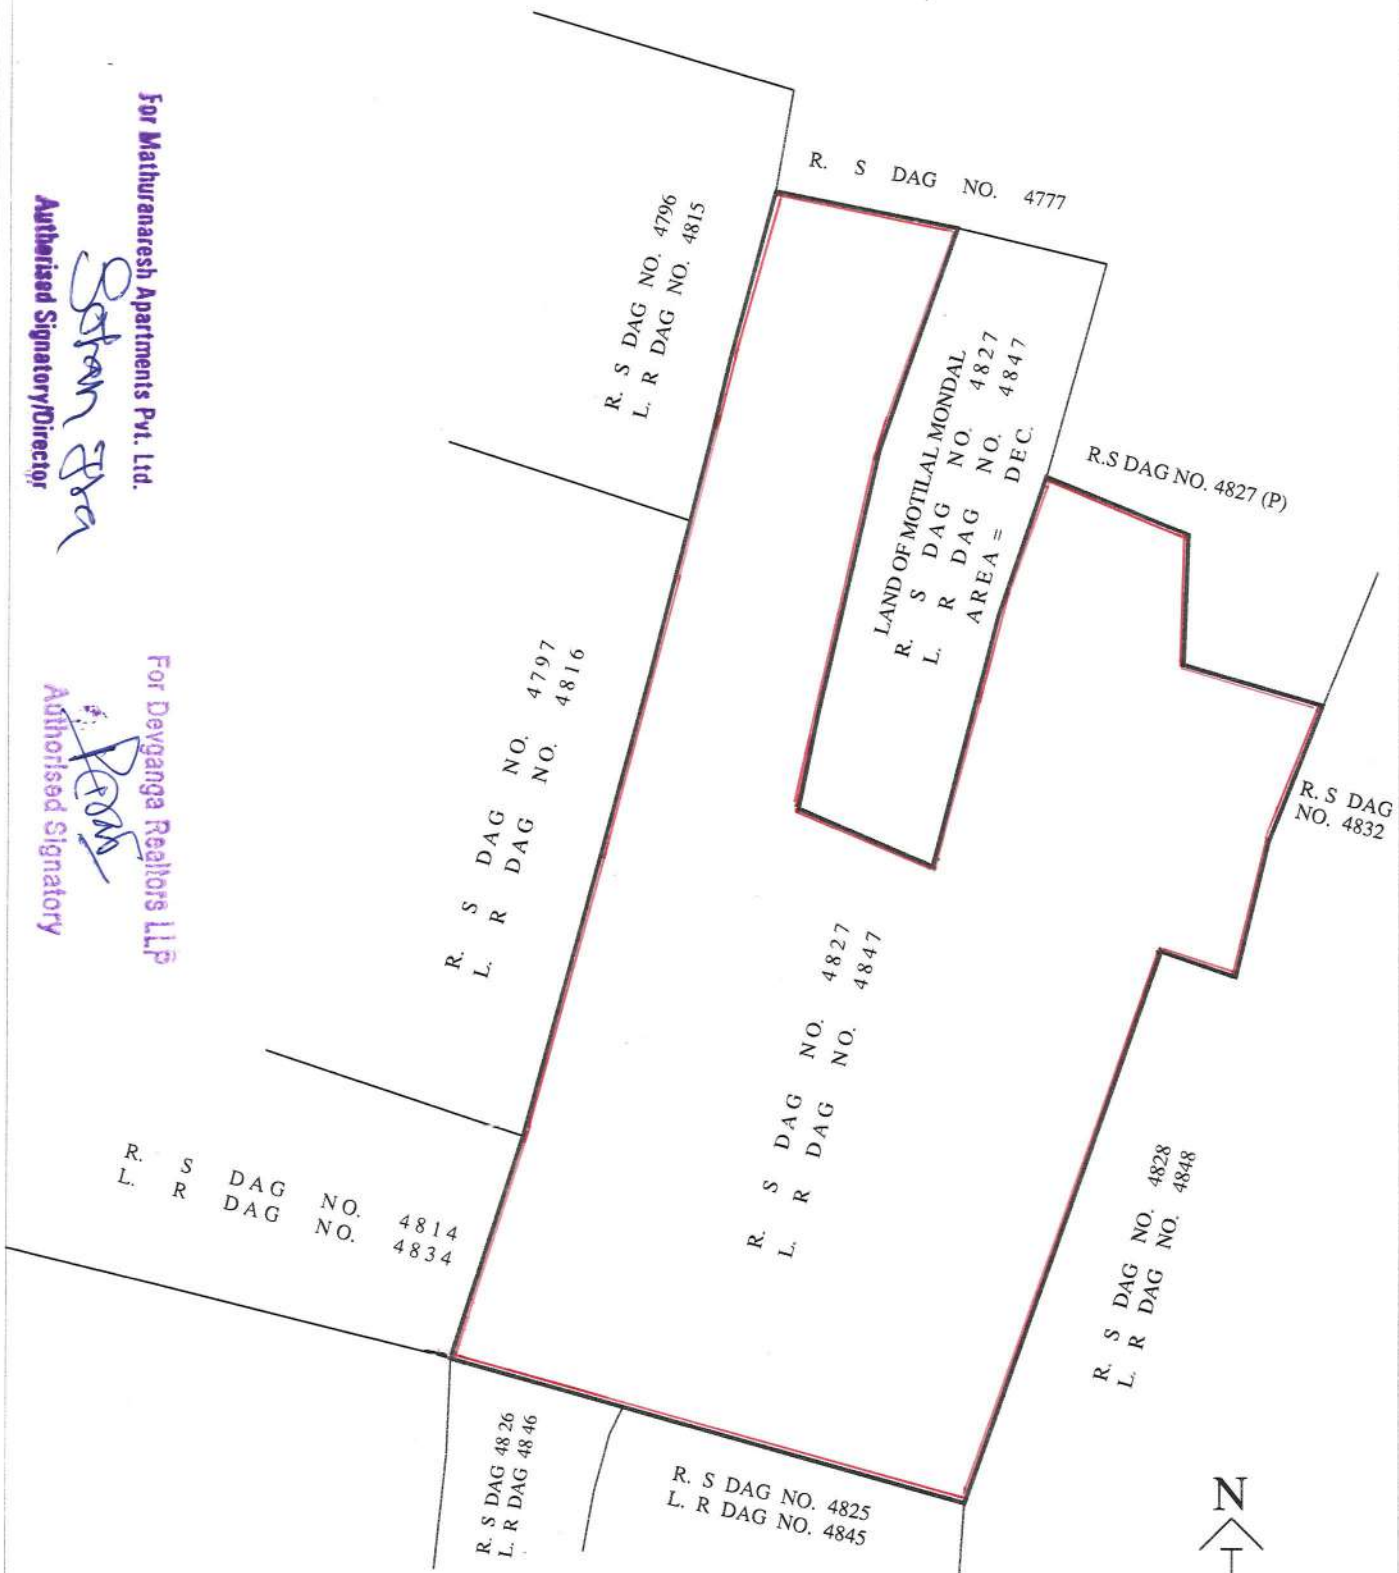 R. S DAG NO. 4777
R. S DAG NO. 4796
L. R DAG NO. 4815
LAND OF MOTILAL MONDAL
R. S DAG NO. 4827
L. R DAG NO. 4847
AREA = DEC.
R.S DAG NO. 4827 (P)
R. S DAG
NO. 4832
R. S DAG NO. 4797
L. R DAG NO. 4816
R. S DAG NO. 4827
L. R DAG NO. 4847
R. S DAG NO. 4814
L. R DAG NO. 4834
R. S DAG NO. 4828
L. R DAG NO. 4848
R. S DAG 4826
L. R DAG 4846
R. S DAG NO. 4825
L. R DAG NO. 4845
N
For Mathuranaresh Apartments Pvt. Ltd.
Authorised Signatory/Director
For Devganga Realtors LLP
Authorised Signatory